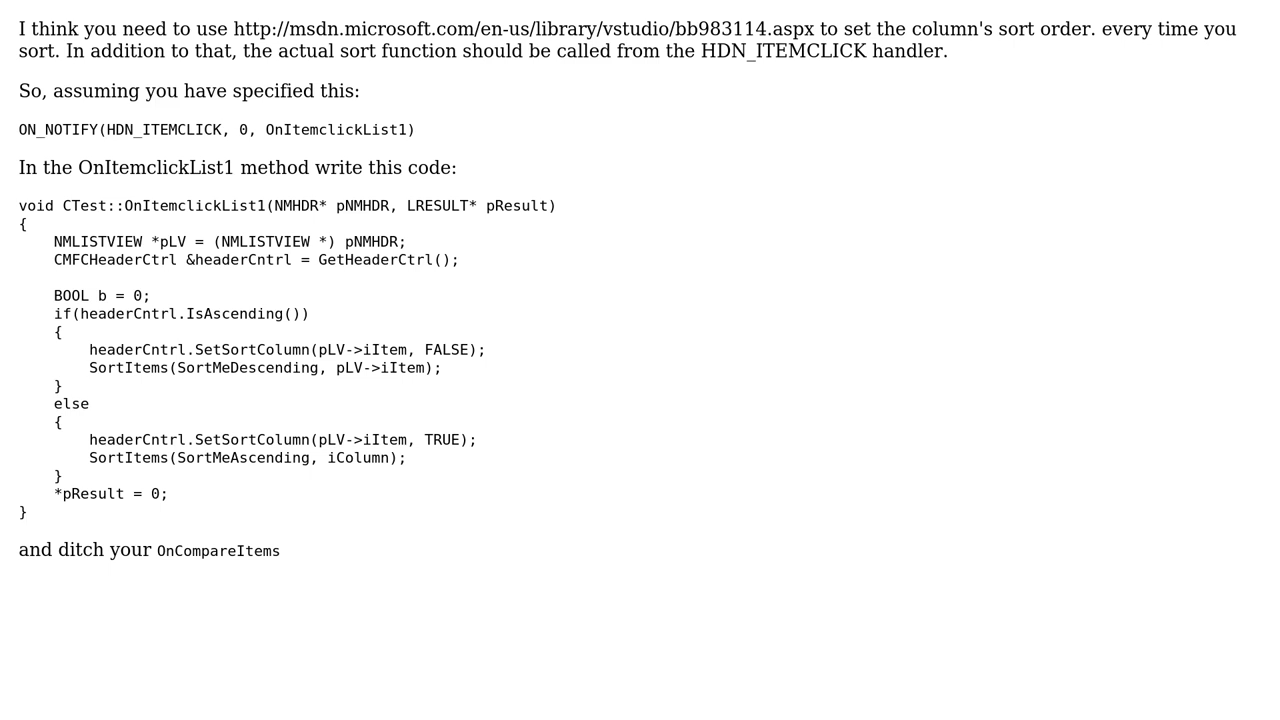 I think you need to use http://msdn.microsoft.com/en-us/library/vstudio/bb983114.aspx to set the column's sort order. every time you
sort. In addition to that, the actual sort function should be called from the HDN_ITEMCLICK handler.
So, assuming you have specified this:
ON_NOTIFY(HDN_ITEMCLICK, 0, OnItemclickList1)
In the OnItemclickList1 method write this code:
void CTest::OnItemclickList1(NMHDR* pNMHDR, LRESULT* pResult)
{
    NMLISTVIEW *pLV = (NMLISTVIEW *) pNMHDR;
    CMFCHeaderCtrl &headerCntrl = GetHeaderCtrl();

    BOOL b = 0;
    if(headerCntrl.IsAscending())
    {
        headerCntrl.SetSortColumn(pLV->iItem, FALSE);
        SortItems(SortMeDescending, pLV->iItem);
    }
    else
    {
        headerCntrl.SetSortColumn(pLV->iItem, TRUE);
        SortItems(SortMeAscending, iColumn);
    }
    *pResult = 0;
}
and ditch your OnCompareItems